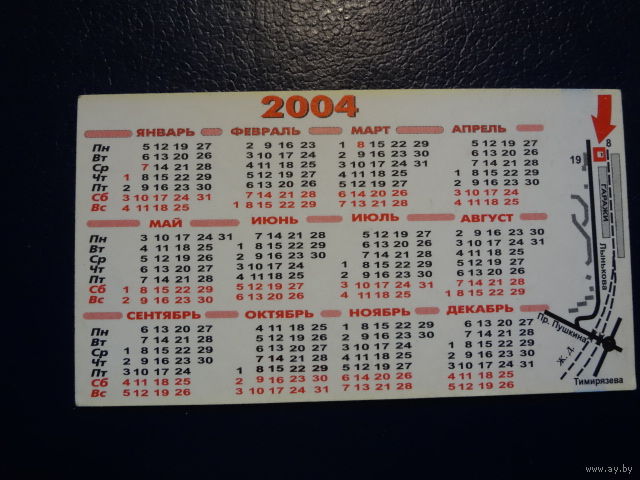 2004
ЯНВАРЬ ФЕВРАЛЬ МАРТ АПРЕЛЬ
Пн 5 12 19 27 2 9 16 23 1 8 15 22 29 5 12 19 26
Вт 6 13 20 27 3 10 17 24 2 9 16 23 30 6 13 20 27
Ср 7 14 21 28 4 11 18 25 3 10 17 24 31 7 14 21 28
Чт 1 8 15 22 29 5 12 19 26 4 11 18 25 1 8 15 22 29
Пт 2 9 16 23 30 6 13 20 27 5 12 19 26 2 9 16 23 30
Сб 3 10 17 24 31 7 14 21 28 6 14 20 26 3 10 17 24
Вс 4 11 18 25 1 8 15 22 29 7 13 21 28 4 11 18 25
МАЙ ИЮНЬ ИЮЛЬ АВГУСТ
Пн 3 10 17 24 31 7 14 21 28 5 12 19 26 2 9 16 23 30
Вт 4 11 18 25 1 8 15 22 29 6 13 20 27 3 10 17 24 31
Ср 5 12 19 26 2 9 16 23 30 7 14 21 28 4 11 18 25
Чт 6 13 20 27 3 10 17 24 1 8 15 22 29 5 12 19 26
Пт 7 14 21 28 4 11 18 25 2 9 16 23 30 6 13 20 27
Сб 1 8 15 22 29 5 12 19 27 3 10 17 24 31 7 14 21 28
Вс 2 9 16 23 30 6 13 20 26 4 11 18 25 1 8 15 22 29
СЕНТЯБРЬ ОКТЯБРЬ НОЯБРЬ ДЕКАБРЬ
Пн 6 13 20 27 4 11 18 25 1 8 15 22 29 6 13 20 27
Вт 7 14 21 28 5 12 19 26 2 9 16 23 30 7 14 21 28
Ср 1 8 15 22 29 6 13 20 27 3 10 17 24 1 8 15 22 29
Чт 2 9 16 23 30 7 14 21 28 4 11 18 25 2 9 16 23 30
Пт 3 10 17 24 1 8 15 22 29 5 12 19 26 3 10 17 24 31
Сб 4 11 18 25 2 9 16 23 30 6 14 20 26 4 11 18 25
Вс 5 12 19 26 3 10 17 24 31 7 13 21 28 5 12 19 26
8
19
ГАРАЖИ
Лынькова
Пр. Пушкина
Ж. Д.
Тимирязева
www.ay.by